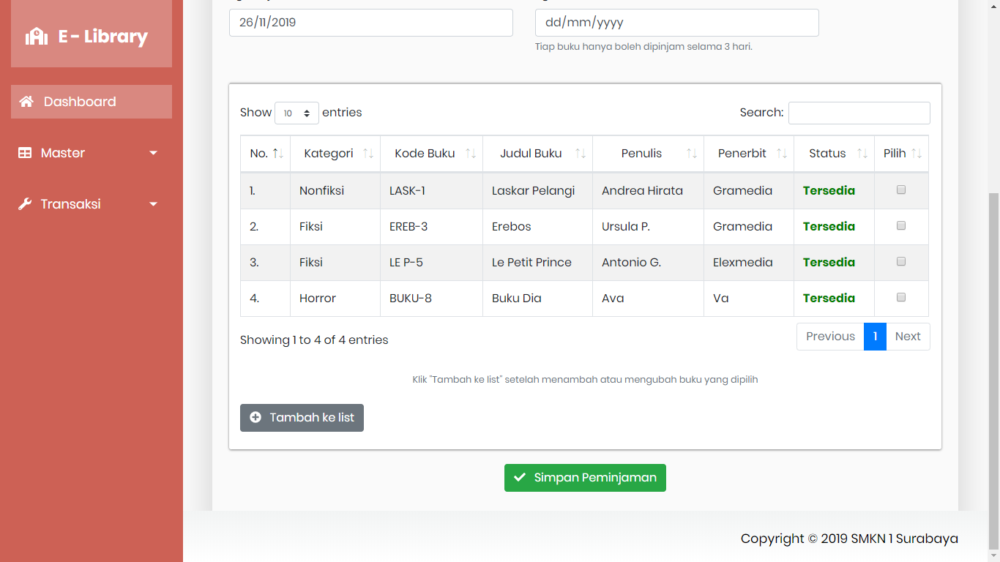 E - Library
Dashboard
Master
Transaksi
26/11/2019
dd/mm/yyyy
Tiap buku hanya boleh dipinjam selama 3 hari.
Show 10 entries
Search:
No. Kategori Kode Buku Judul Buku Penulis Penerbit Status Pilih
1. Nonfiksi LASK-1 Laskar Pelangi Andrea Hirata Gramedia Tersedia
2. Fiksi EREB-3 Erebos Ursula P. Gramedia Tersedia
3. Fiksi LE P-5 Le Petit Prince Antonio G. Elexmedia Tersedia
4. Horror BUKU-8 Buku Dia Ava Va Tersedia
Showing 1 to 4 of 4 entries
Previous 1 Next
Klik "Tambah ke list" setelah menambah atau mengubah buku yang dipilih
Tambah ke list
Simpan Peminjaman
Copyright © 2019 SMKN 1 Surabaya